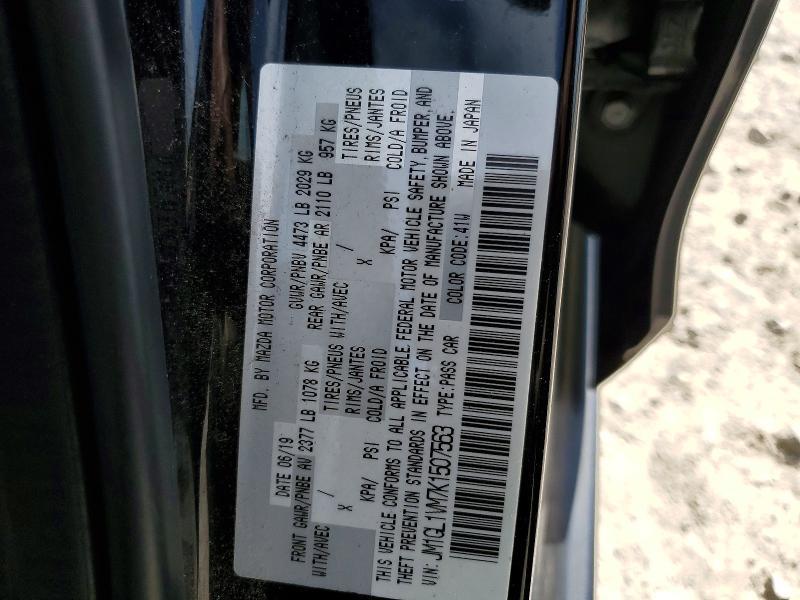 MFD. BY MAZDA MOTOR CORPORATION
DATE 06/19 GVWR/PNBV 4473 LB 2029 KG
FRONT GAWR/PNBE AV 2377 LB 1078 KG REAR GAWR/PNBE AR 2110 LB 957 KG
WITH/AVEC / TIRES/PNEUS WITH/AVEC / TIRES/PNEUS
X RIMS/JANTES X RIMS/JANTES
KPA/ PSI COLD/A FROID KPA/ PSI COLD/A FROID
THIS VEHICLE CONFORMS TO ALL APPLICABLE FEDERAL MOTOR VEHICLE SAFETY, BUMPER, AND
THEFT PREVENTION STANDARDS IN EFFECT ON THE DATE OF MANUFACTURE SHOWN ABOVE.
VIN: JM1GL1WM7K1507563 TYPE:PASS CAR COLOR CODE:41W MADE IN JAPAN